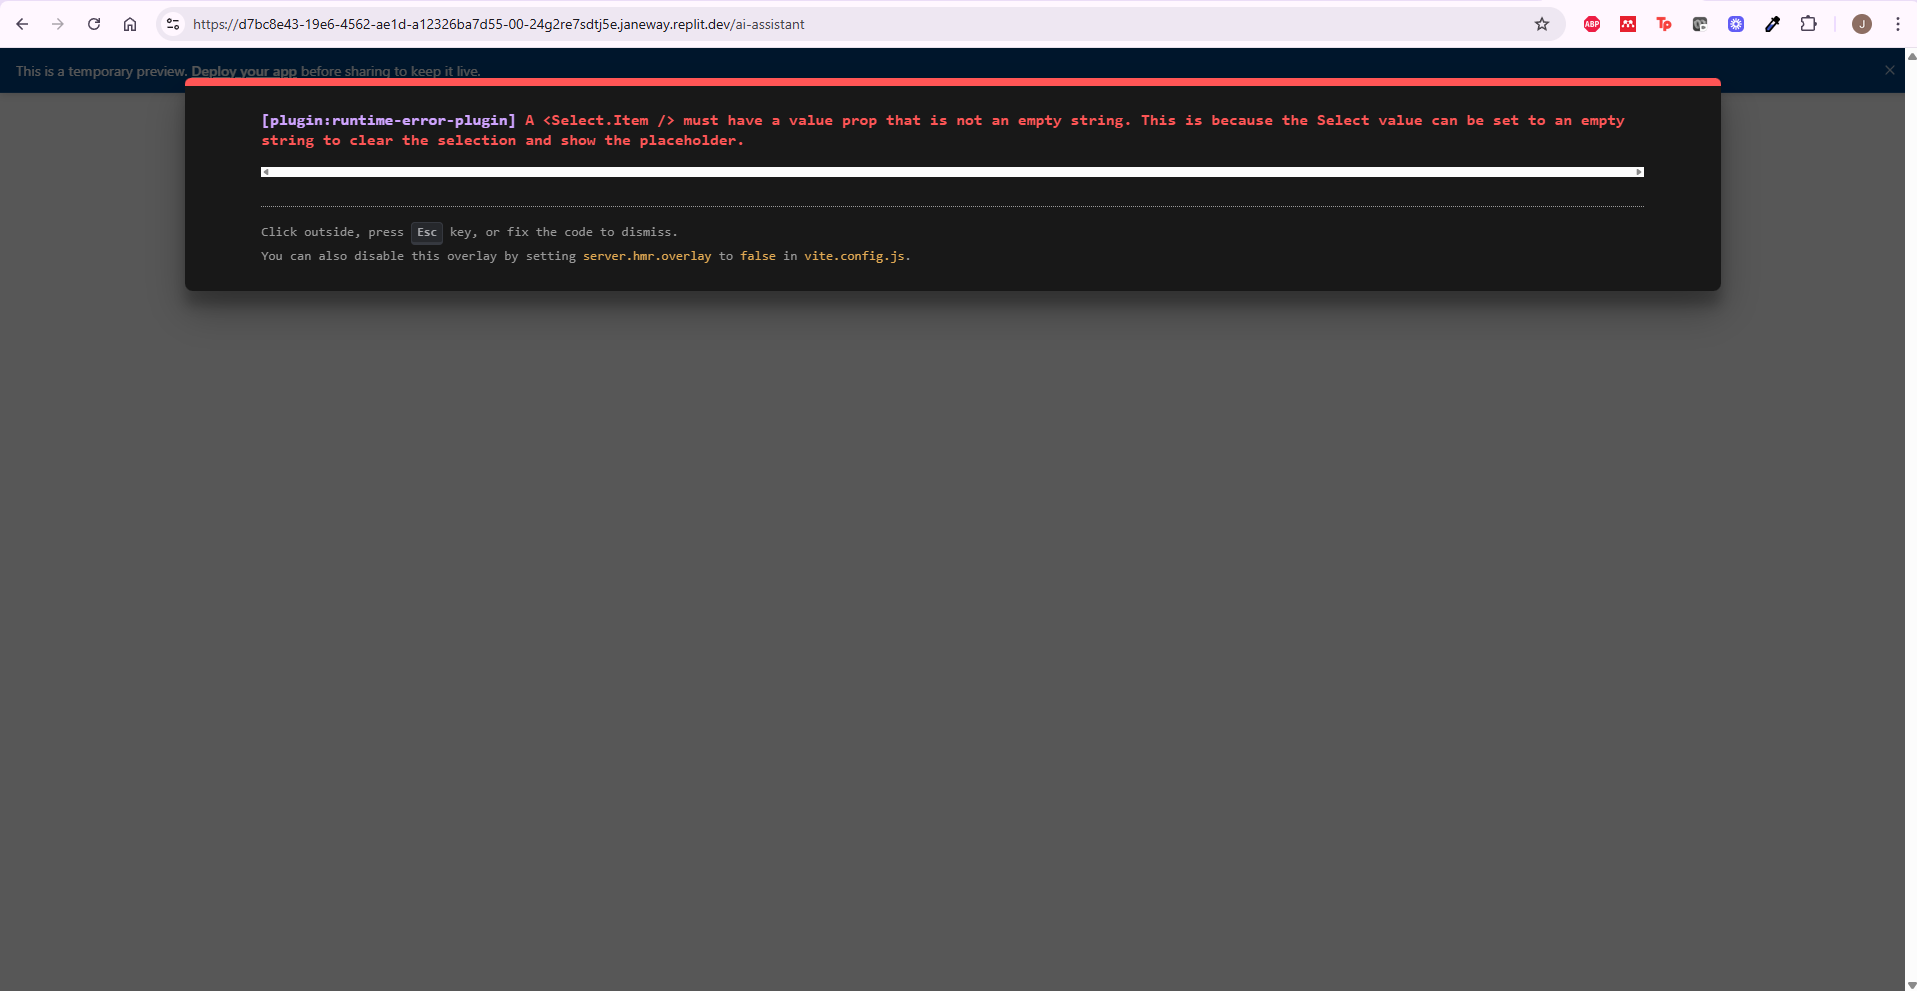 https://d7bc8e43-19e6-4562-ae1d-a12326ba7d55-00-24g2re7sdtj5e.janeway.replit.dev/ai-assistant
ABP
Tp
J
This is a temporary preview. Deploy your app before sharing to keep it live.
[plugin:runtime-error-plugin] A <Select.Item /> must have a value prop that is not an empty string. This is because the Select value can be set to an empty
string to clear the selection and show the placeholder.
Click outside, press Esc key, or fix the code to dismiss.
You can also disable this overlay by setting server.hmr.overlay to false in vite.config.js.